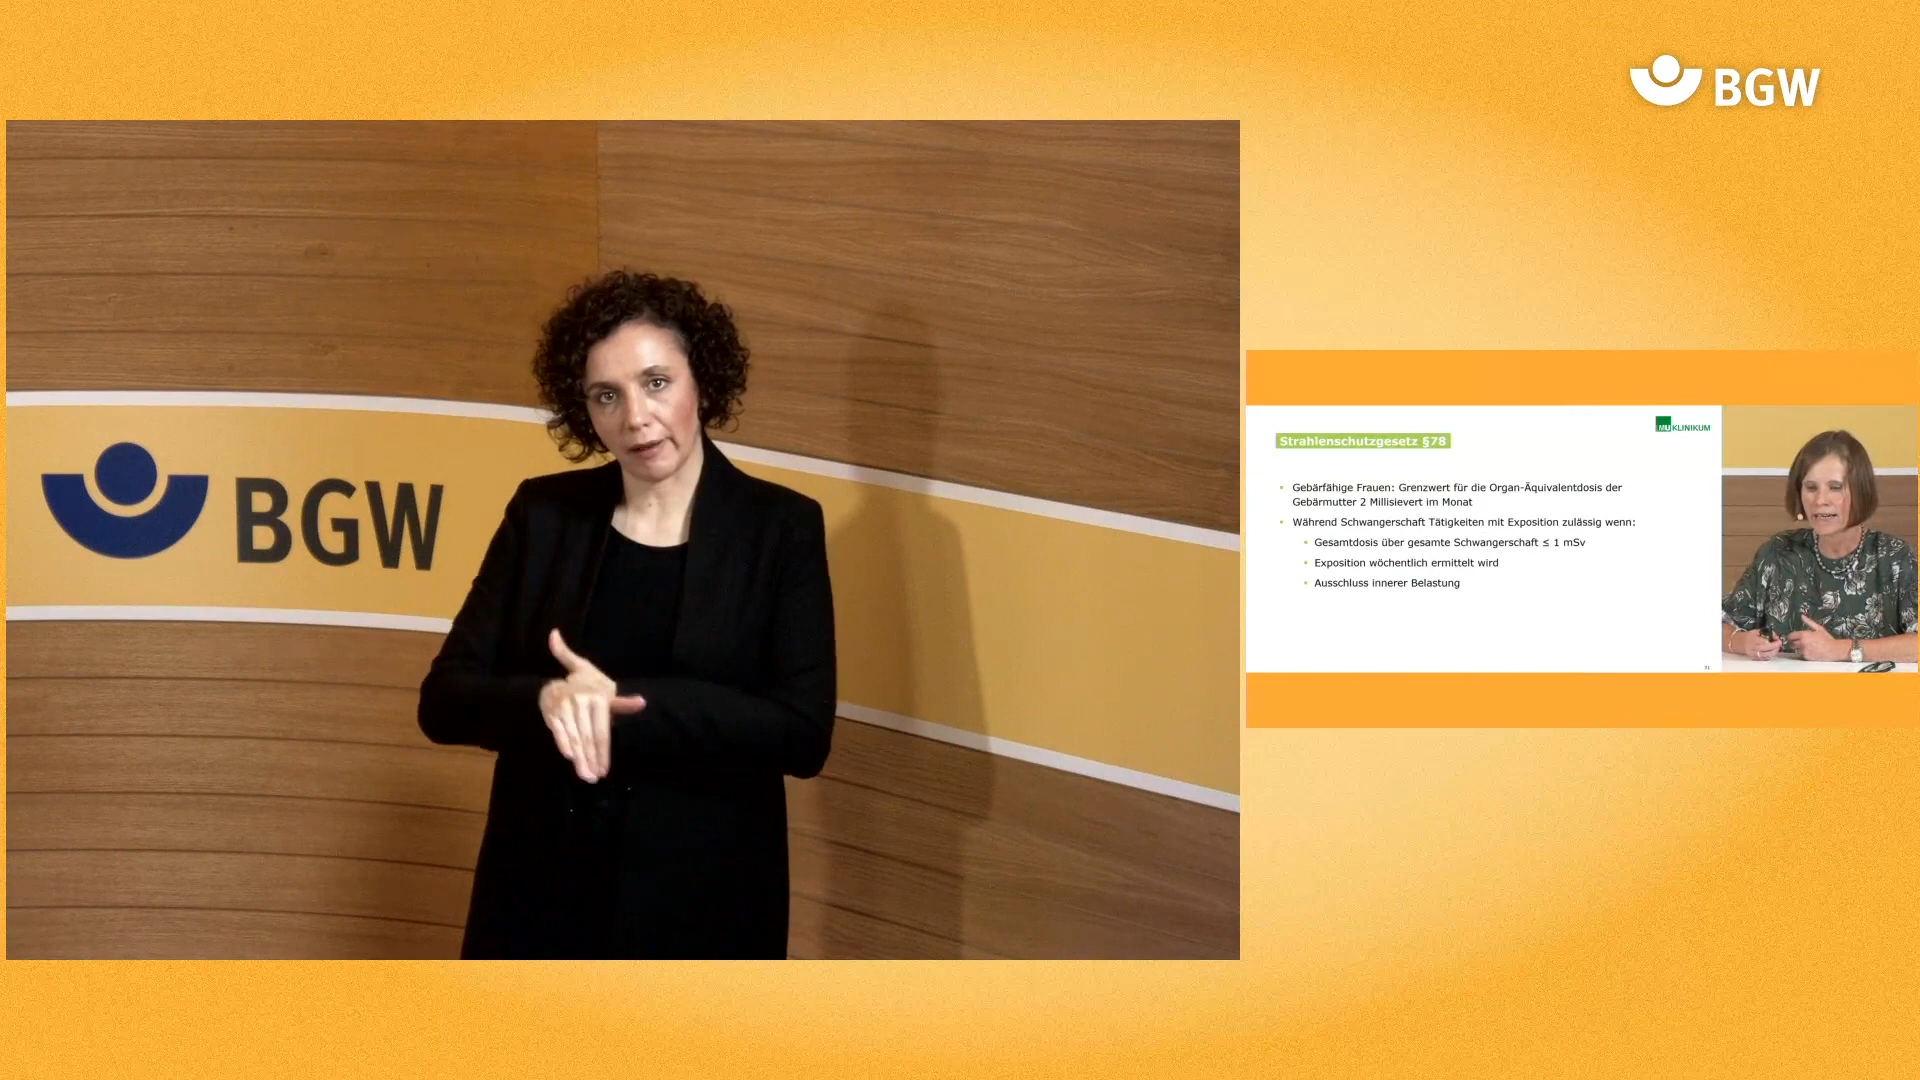 BGW
BGW
LMU KLINIKUM
Strahlenschutzgesetz §78
Gebärfähige Frauen: Grenzwert für die Organ-Äquivalentdosis der
Gebärmutter 2 Millisievert im Monat
Während Schwangerschaft Tätigkeiten mit Exposition zulässig wenn:
Gesamtdosis über gesamte Schwangerschaft ≤ 1 mSv
Exposition wöchentlich ermittelt wird
Ausschluss innerer Belastung